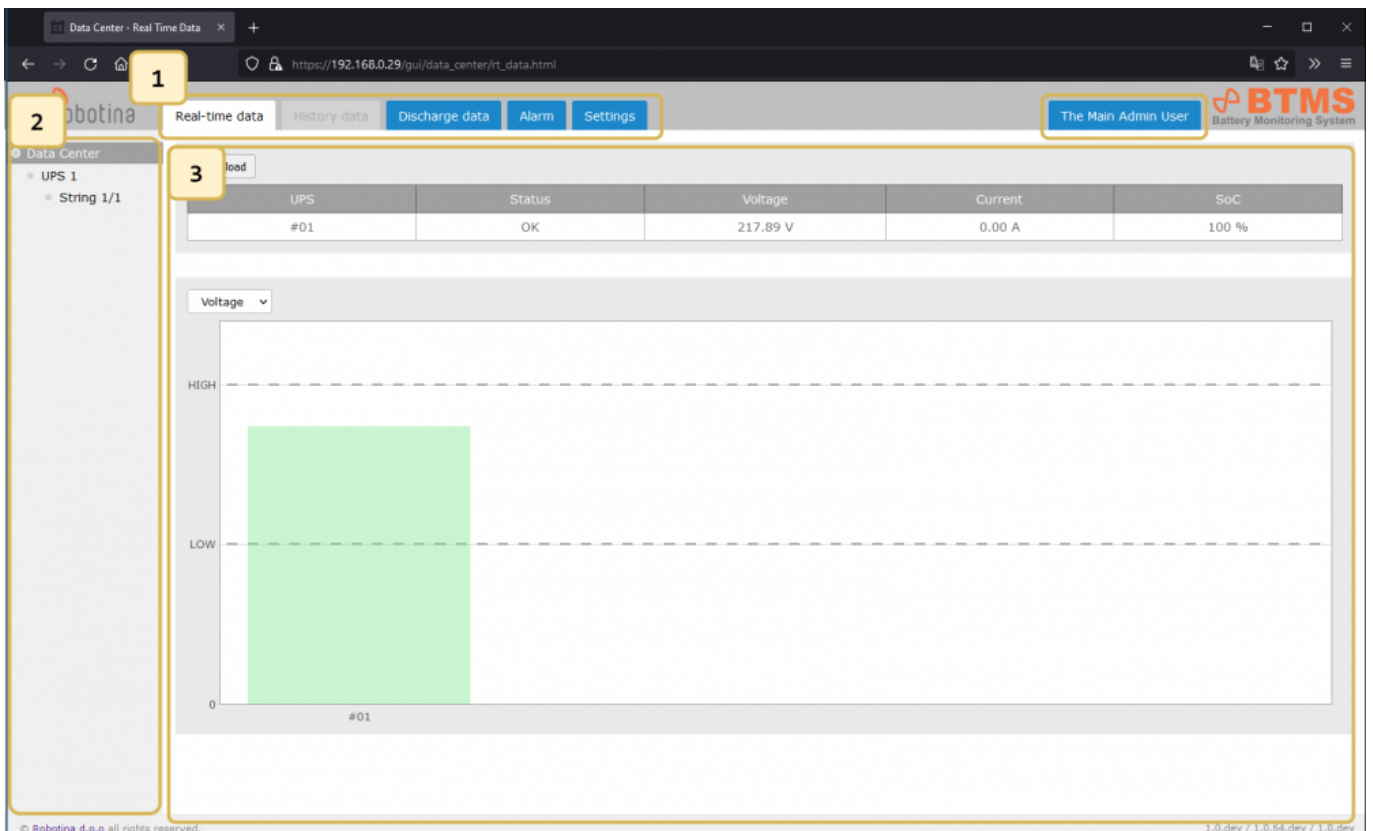 Data Center - Real Time Data
1
https://192.168.0.29/gui/data_center/rt_data.html
2
Real-time data History data Discharge data Alarm Settings The Main Admin User BTMS
Battery Monitoring System
Data Center
UPS 1
String 1/1
3
UPS Status Voltage Current SoC
#01 OK 217.89 V 0.00 A 100 %
Voltage
HIGH
LOW
0
#01
© Robotina d.o.o all rights reserved. 1.0.dev / 1.0.64.dev / 1.0.dev